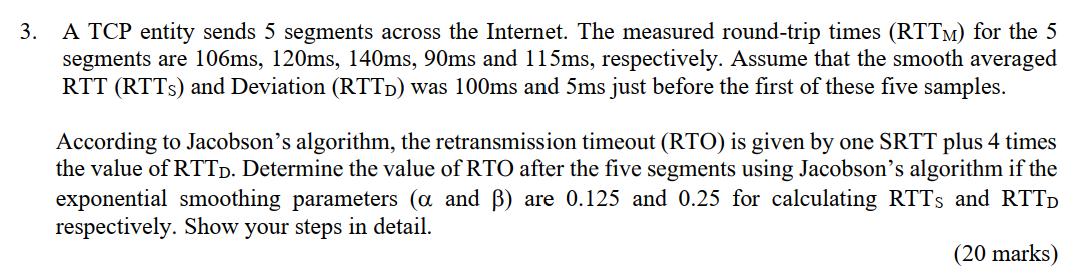 3. A TCP entity sends 5 segments across the Internet. The measured round-trip times (RTTM) for the 5
segments are 106ms, 120ms, 140ms, 90ms and 115ms, respectively. Assume that the smooth averaged
RTT (RTTS) and Deviation (RTTD) was 100ms and 5ms just before the first of these five samples.
According to Jacobson’s algorithm, the retransmission timeout (RTO) is given by one SRTT plus 4 times
the value of RTTD. Determine the value of RTO after the five segments using Jacobson’s algorithm if the
exponential smoothing parameters (α and β) are 0.125 and 0.25 for calculating RTTS and RTTD
respectively. Show your steps in detail.
(20 marks)